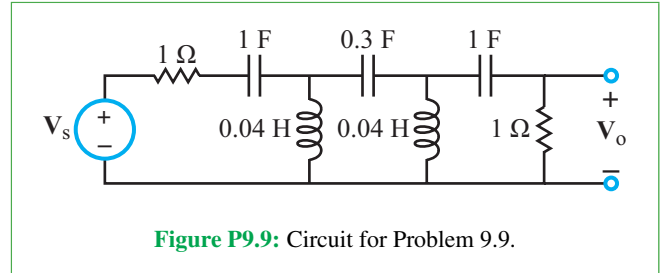 1 F 0.3 F 1 F
1 Ω
+
V_s
−
0.04 H 0.04 H 1 Ω
+
V_o
−
Figure P9.9: Circuit for Problem 9.9.